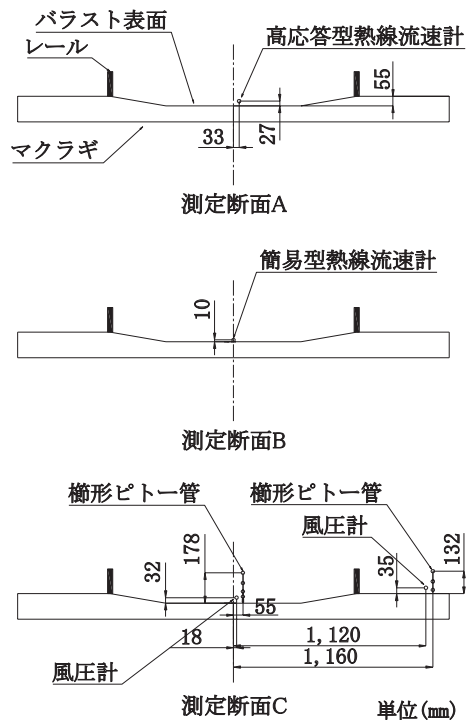 バラスト表面
レール
高応答型熱線流速計
55
マクラギ
33
27
測定断面A
簡易型熱線流速計
10
測定断面B
櫛形ピトー管
櫛形ピトー管
風圧計
178
132
32
35
55
18
1,120
1,160
風圧計
測定断面C
単位(mm)